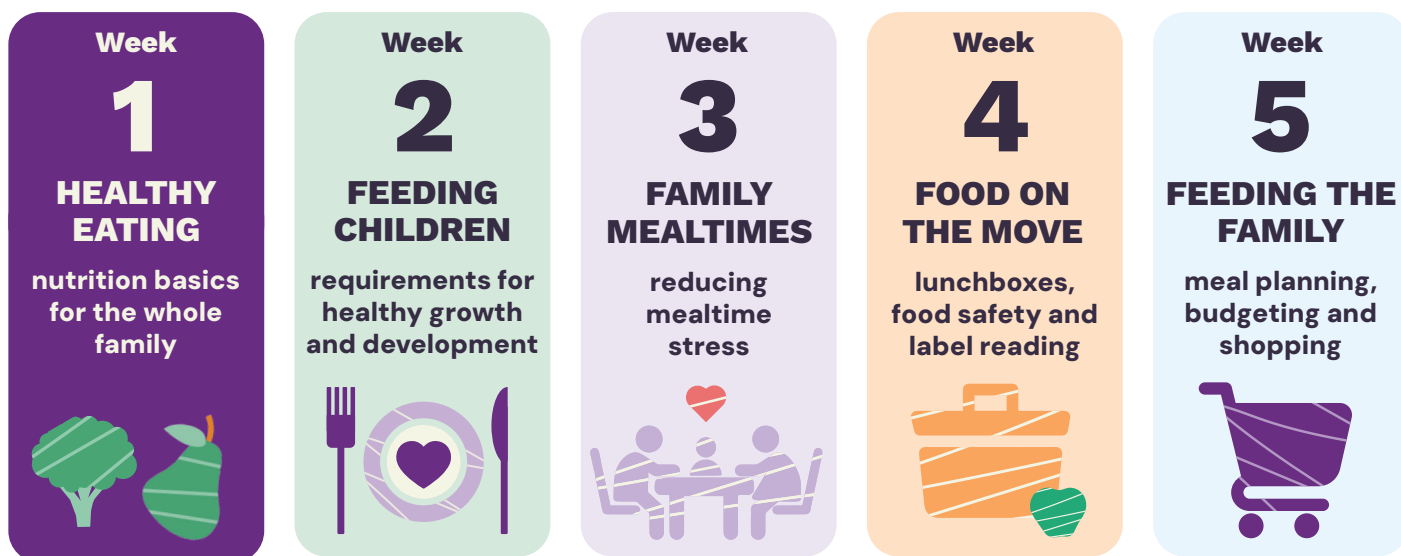 Week
1
HEALTHY
EATING
nutrition basics
for the whole
family
Week
2
FEEDING
CHILDREN
requirements for
healthy growth
and development
Week
3
FAMILY
MEALTIMES
reducing
mealtime
stress
Week
4
FOOD ON
THE MOVE
lunchboxes,
food safety and
label reading
Week
5
FEEDING THE
FAMILY
meal planning,
budgeting and
shopping